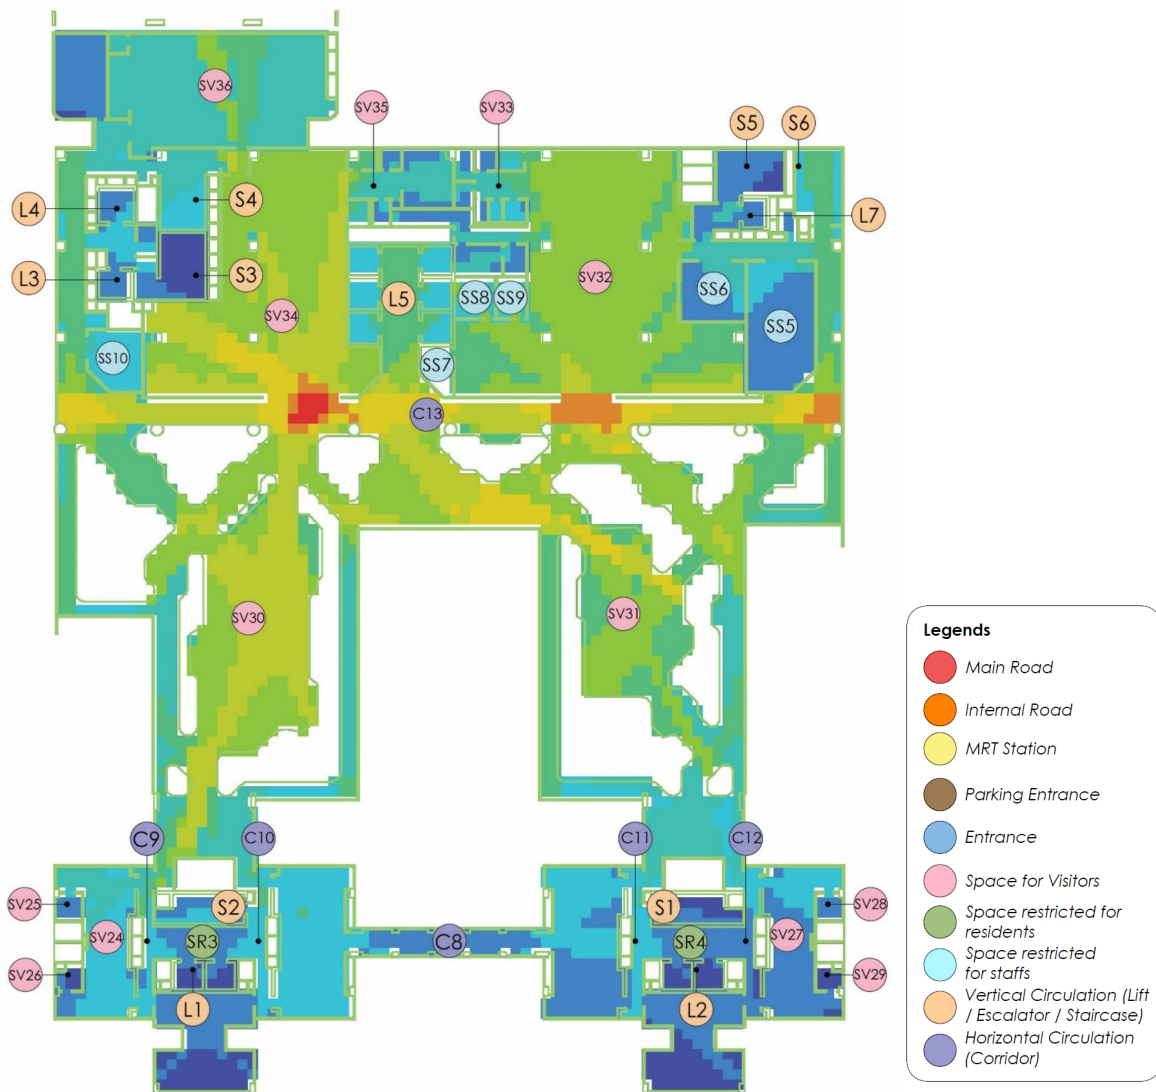 SV36
SV35
SV33
S5
S6
L4
S4
L7
L3
S3
SV34
L5
SS8
SS9
SV32
SS6
SS5
SS10
SS7
C13
SV30
SV31
C9
C10
C11
C12
SV25
S2
S1
SV28
SV24
SR3
C8
SR4
SV27
SV26
SV29
L1
L2
Legends
Main Road
Internal Road
MRT Station
Parking Entrance
Entrance
Space for Visitors
Space restricted for
residents
Space restricted
for staffs
Vertical Circulation (Lift
/ Escalator / Staircase)
Horizontal Circulation
(Corridor)